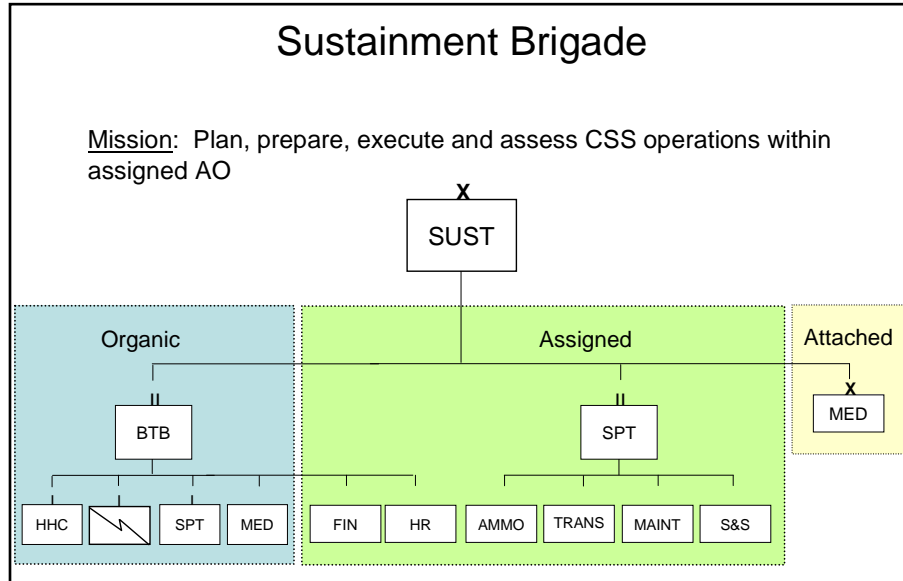 Sustainment Brigade
Mission: Plan, prepare, execute and assess CSS operations within
assigned AO
X
SUST
Organic
Assigned
Attached
II
II
X
BTB
SPT
MED
I
I
I
HHC
SPT
MED
FIN
HR
AMMO
TRANS
MAINT
S&S